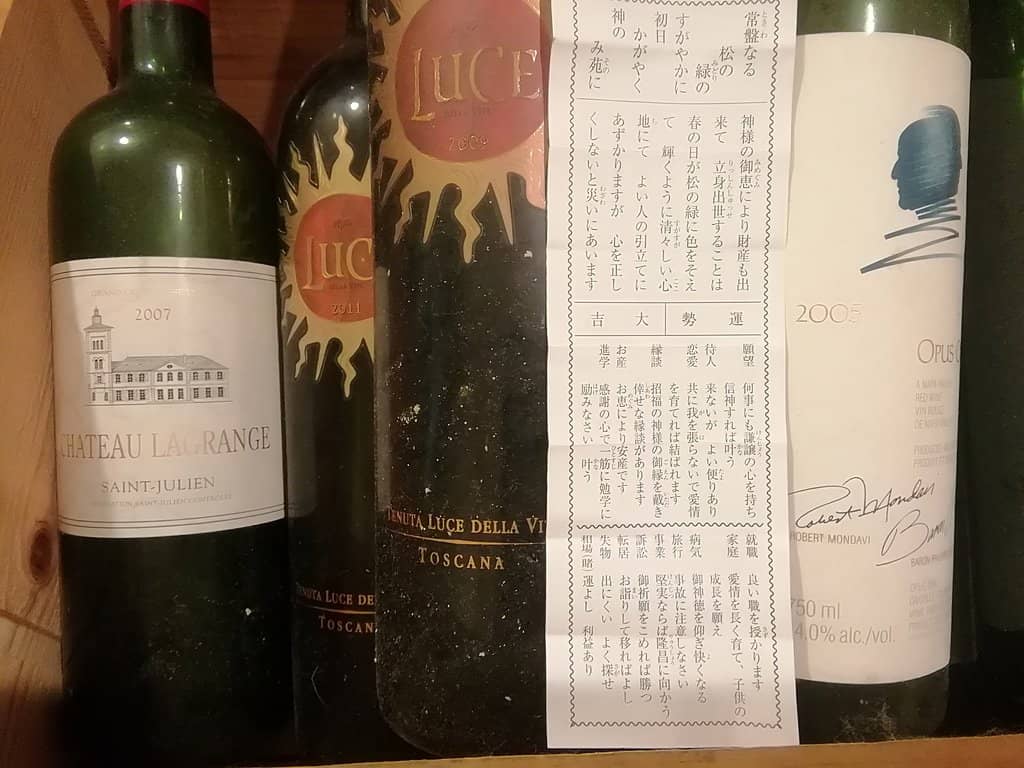 2007
CHATEAU LAGRANGE
SAINT-JULIEN
LUCE
2011
TENUTA LUCE DE
TOSCAN
LUCE
2009
TENUTA LUCE DELLA VI
TOSCANA
常盤なる
松の
緑の
すがやかに
初日
かがやく
神の
み苑に
神様の御恵により財産も出
来て 立身出世することは
春の日が松の緑に色をそえ
て 輝くように清々しい心
地にて よい人の引立てに
あずかりますが 心を正し
くしないと災いにあいます
運勢 大吉
願望 何事にも謙譲の心を持ち
信神すれば叶う
待人 来ないが よい便りあり
恋愛 共に我を張らないで愛情
を育てれば結ばれます
縁談 招福の神様の御縁を戴き
倖せな縁談があります
お産 お恵により安産です
進学 感謝の心で一筋に勉学に
励みなさい 叶う
就職 良い職を授かります
家庭 愛情を長く育て、子供の
成長を願え
病気 御神徳を仰ぎ快くなる
旅行 事故に注意しなさい
事業 堅実ならば隆昌に向かう
訴訟 御祈願をこめれば勝つ
転居 お詣りして移ればよし
失物 出にくい よく探せ
相場(賭) 運よし 利益あり
2005
OPUS
A NAPA
RED WINE
VIN ROUGE
Robert Mondavi
ROBERT MONDAVI
Baron
BARON
750 ml
4.0% alc./vol.